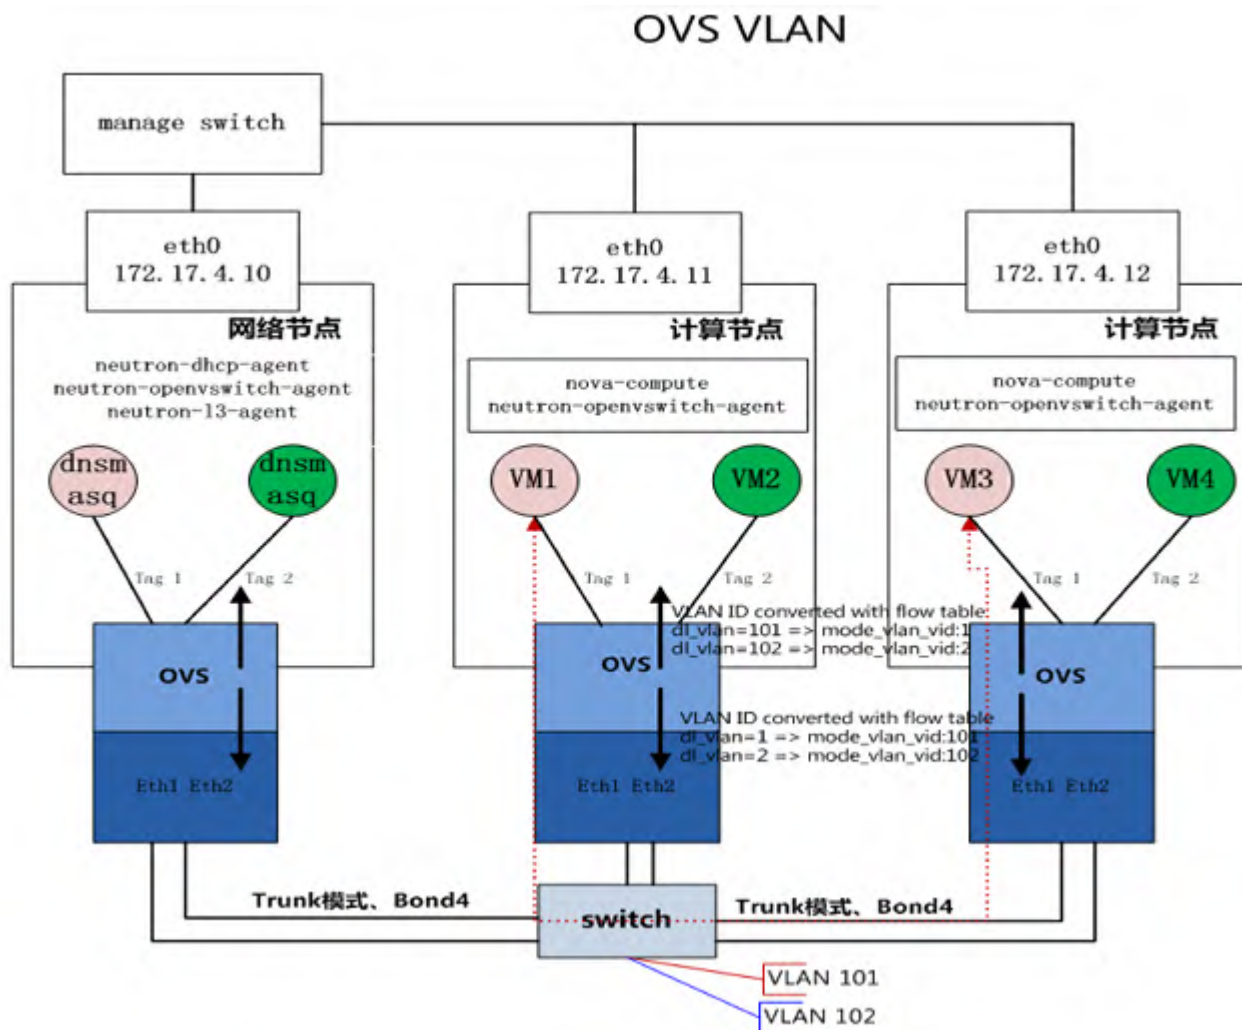 OVS VLAN
manage switch
eth0
172.17.4.10
eth0
172.17.4.11
eth0
172.17.4.12
网络节点
计算节点
计算节点
neutron-dhcp-agent
neutron-openvswitch-agent
neutron-l3-agent
nova-compute
neutron-openvswitch-agent
nova-compute
neutron-openvswitch-agent
dnsm
asq
dnsm
asq
VM1
VM2
VM3
VM4
Tag 1
Tag 2
Tag 1
Tag 2
Tag 1
Tag 2
VLAN ID converted with flow table
dl_vlan=101 => mode_vlan_vid:1
dl_vlan=102 => mode_vlan_vid:2
OVS
OVS
OVS
VLAN ID converted with flow table
dl_vlan=1 => mode_vlan_vid:101
dl_vlan=2 => mode_vlan_vid:102
Eth1 Eth2
Eth1 Eth2
Eth1 Eth2
Trunk模式、Bond4
switch
Trunk模式、Bond4
VLAN 101
VLAN 102